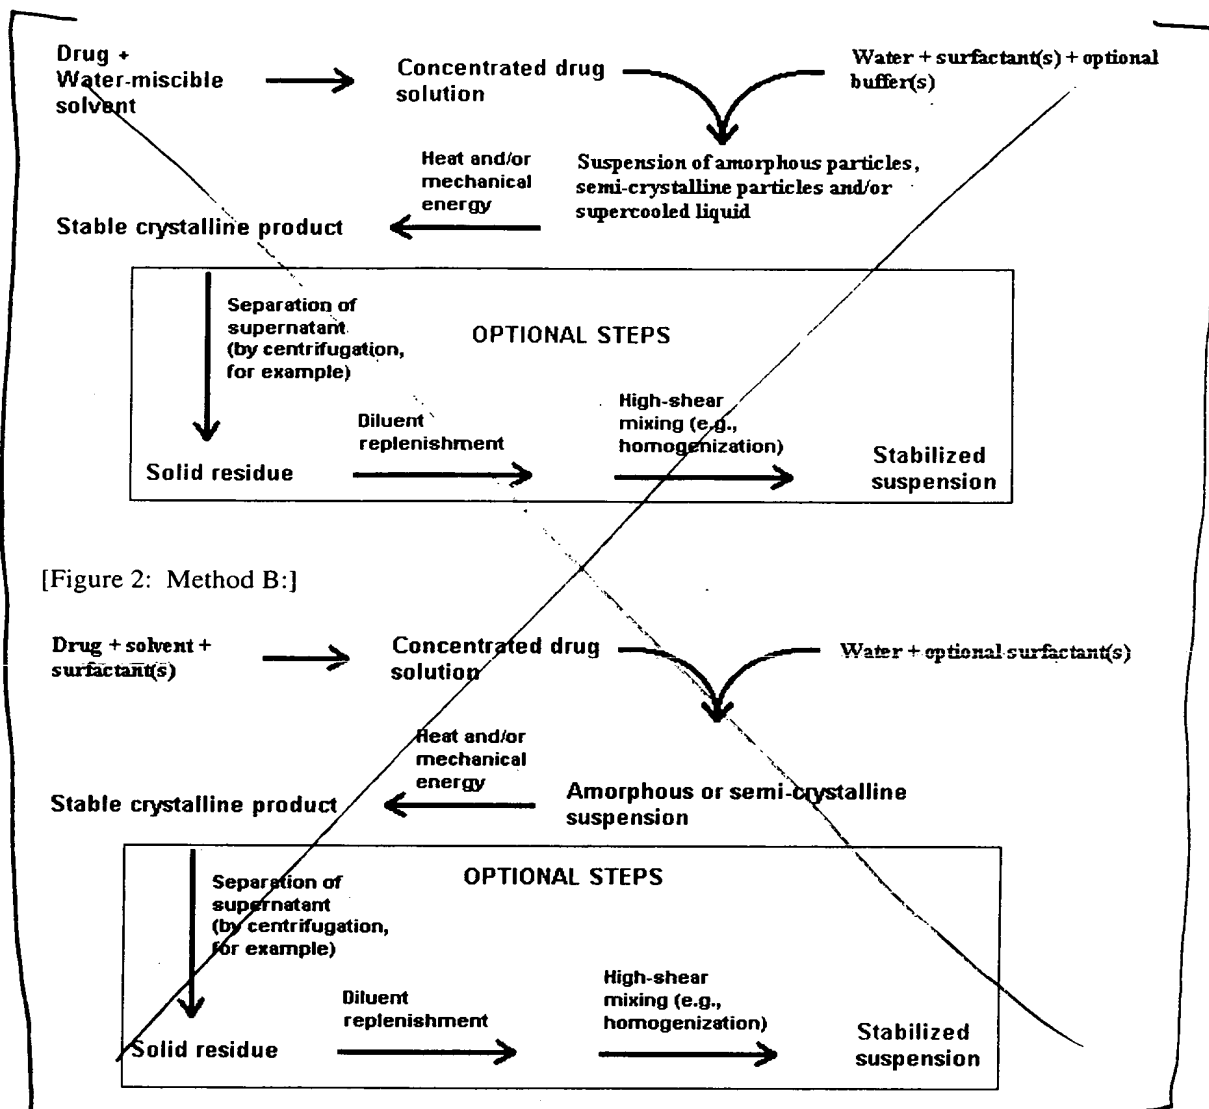 Drug +
Water-miscible
solvent
Concentrated drug
solution
Water + surfactant(s) + optional
buffer(s)
Heat and/or
mechanical
energy
Suspension of amorphous particles,
semi-crystalline particles and/or
supercooled liquid
Stable crystalline product
Separation of
supernatant
(by centrifugation,
for example)
OPTIONAL STEPS
Diluent
replenishment
High-shear
mixing (e.g.,
homogenization)
Solid residue
Stabilized
suspension
[Figure 2: Method B:]
Drug + solvent +
surfactant(s)
Concentrated drug
solution
Water + optional surfactant(s)
Heat and/or
mechanical
energy
Stable crystalline product
Amorphous or semi-crystalline
suspension
Separation of
supernatant
(by centrifugation,
for example)
OPTIONAL STEPS
Diluent
replenishment
High-shear
mixing (e.g.,
homogenization)
Solid residue
Stabilized
suspension